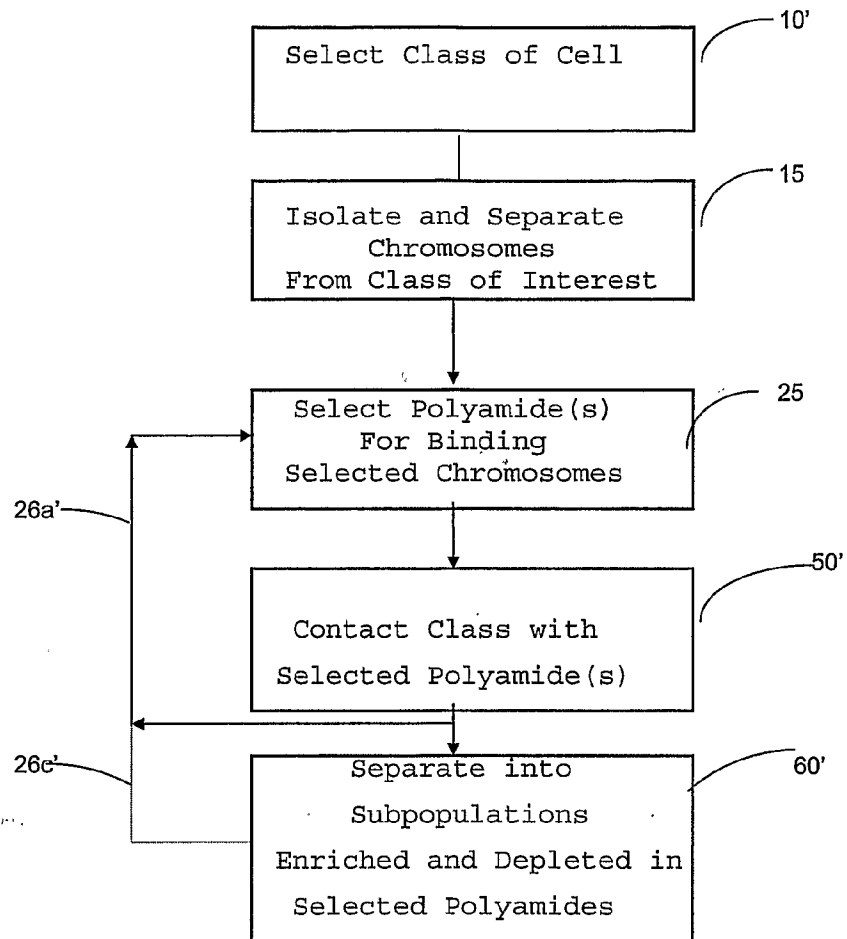 10'
Select Class of Cell
15
Isolate and Separate
Chromosomes
From Class of Interest
25
Select Polyamide(s)
For Binding
Selected Chromosomes
26a'
50'
Contact Class with
Selected Polyamide(s)
26c'
60'
Separate into
Subpopulations
Enriched and Depleted in
Selected Polyamides